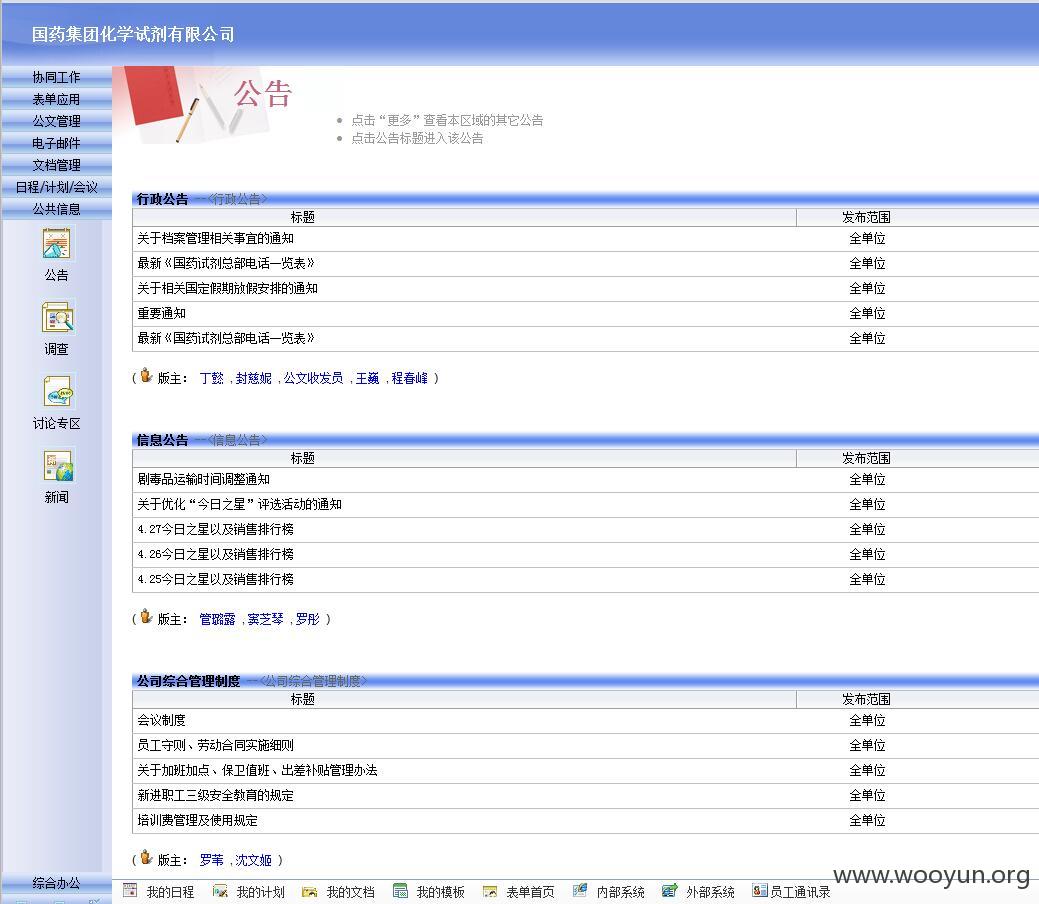 国药集团化学试剂有限公司
协同工作
表单应用
公文管理
电子邮件
文档管理
日程/计划/会议
公共信息
公告
调查
讨论专区
新闻
综合办公
公告
点击“更多”查看本区域的其它公告
点击公告标题进入该公告
行政公告 --<行政公告>
标题 发布范围
关于档案管理相关事宜的通知 全单位
最新《国药试剂总部电话一览表》 全单位
关于相关国定假期放假安排的通知 全单位
重要通知 全单位
最新《国药试剂总部电话一览表》 全单位
( 版主： 丁懿 ,封慈妮 ,公文收发员 ,王巍 ,程春峰 )
信息公告 --<信息公告>
标题 发布范围
剧毒品运输时间调整通知 全单位
关于优化“今日之星”评选活动的通知 全单位
4.27今日之星以及销售排行榜 全单位
4.26今日之星以及销售排行榜 全单位
4.25今日之星以及销售排行榜 全单位
( 版主： 管璐露 ,窦芝琴 ,罗彤 )
公司综合管理制度 --<公司综合管理制度>
标题 发布范围
会议制度 全单位
员工守则、劳动合同实施细则 全单位
关于加班加点、保卫值班、出差补贴管理办法 全单位
新进职工三级安全教育的规定 全单位
培训费管理及使用规定 全单位
( 版主： 罗苇 ,沈文姬 )
我的日程 我的计划 我的文档 我的模板 表单首页 内部系统 外部系统 员工通讯录
www.wooyun.org